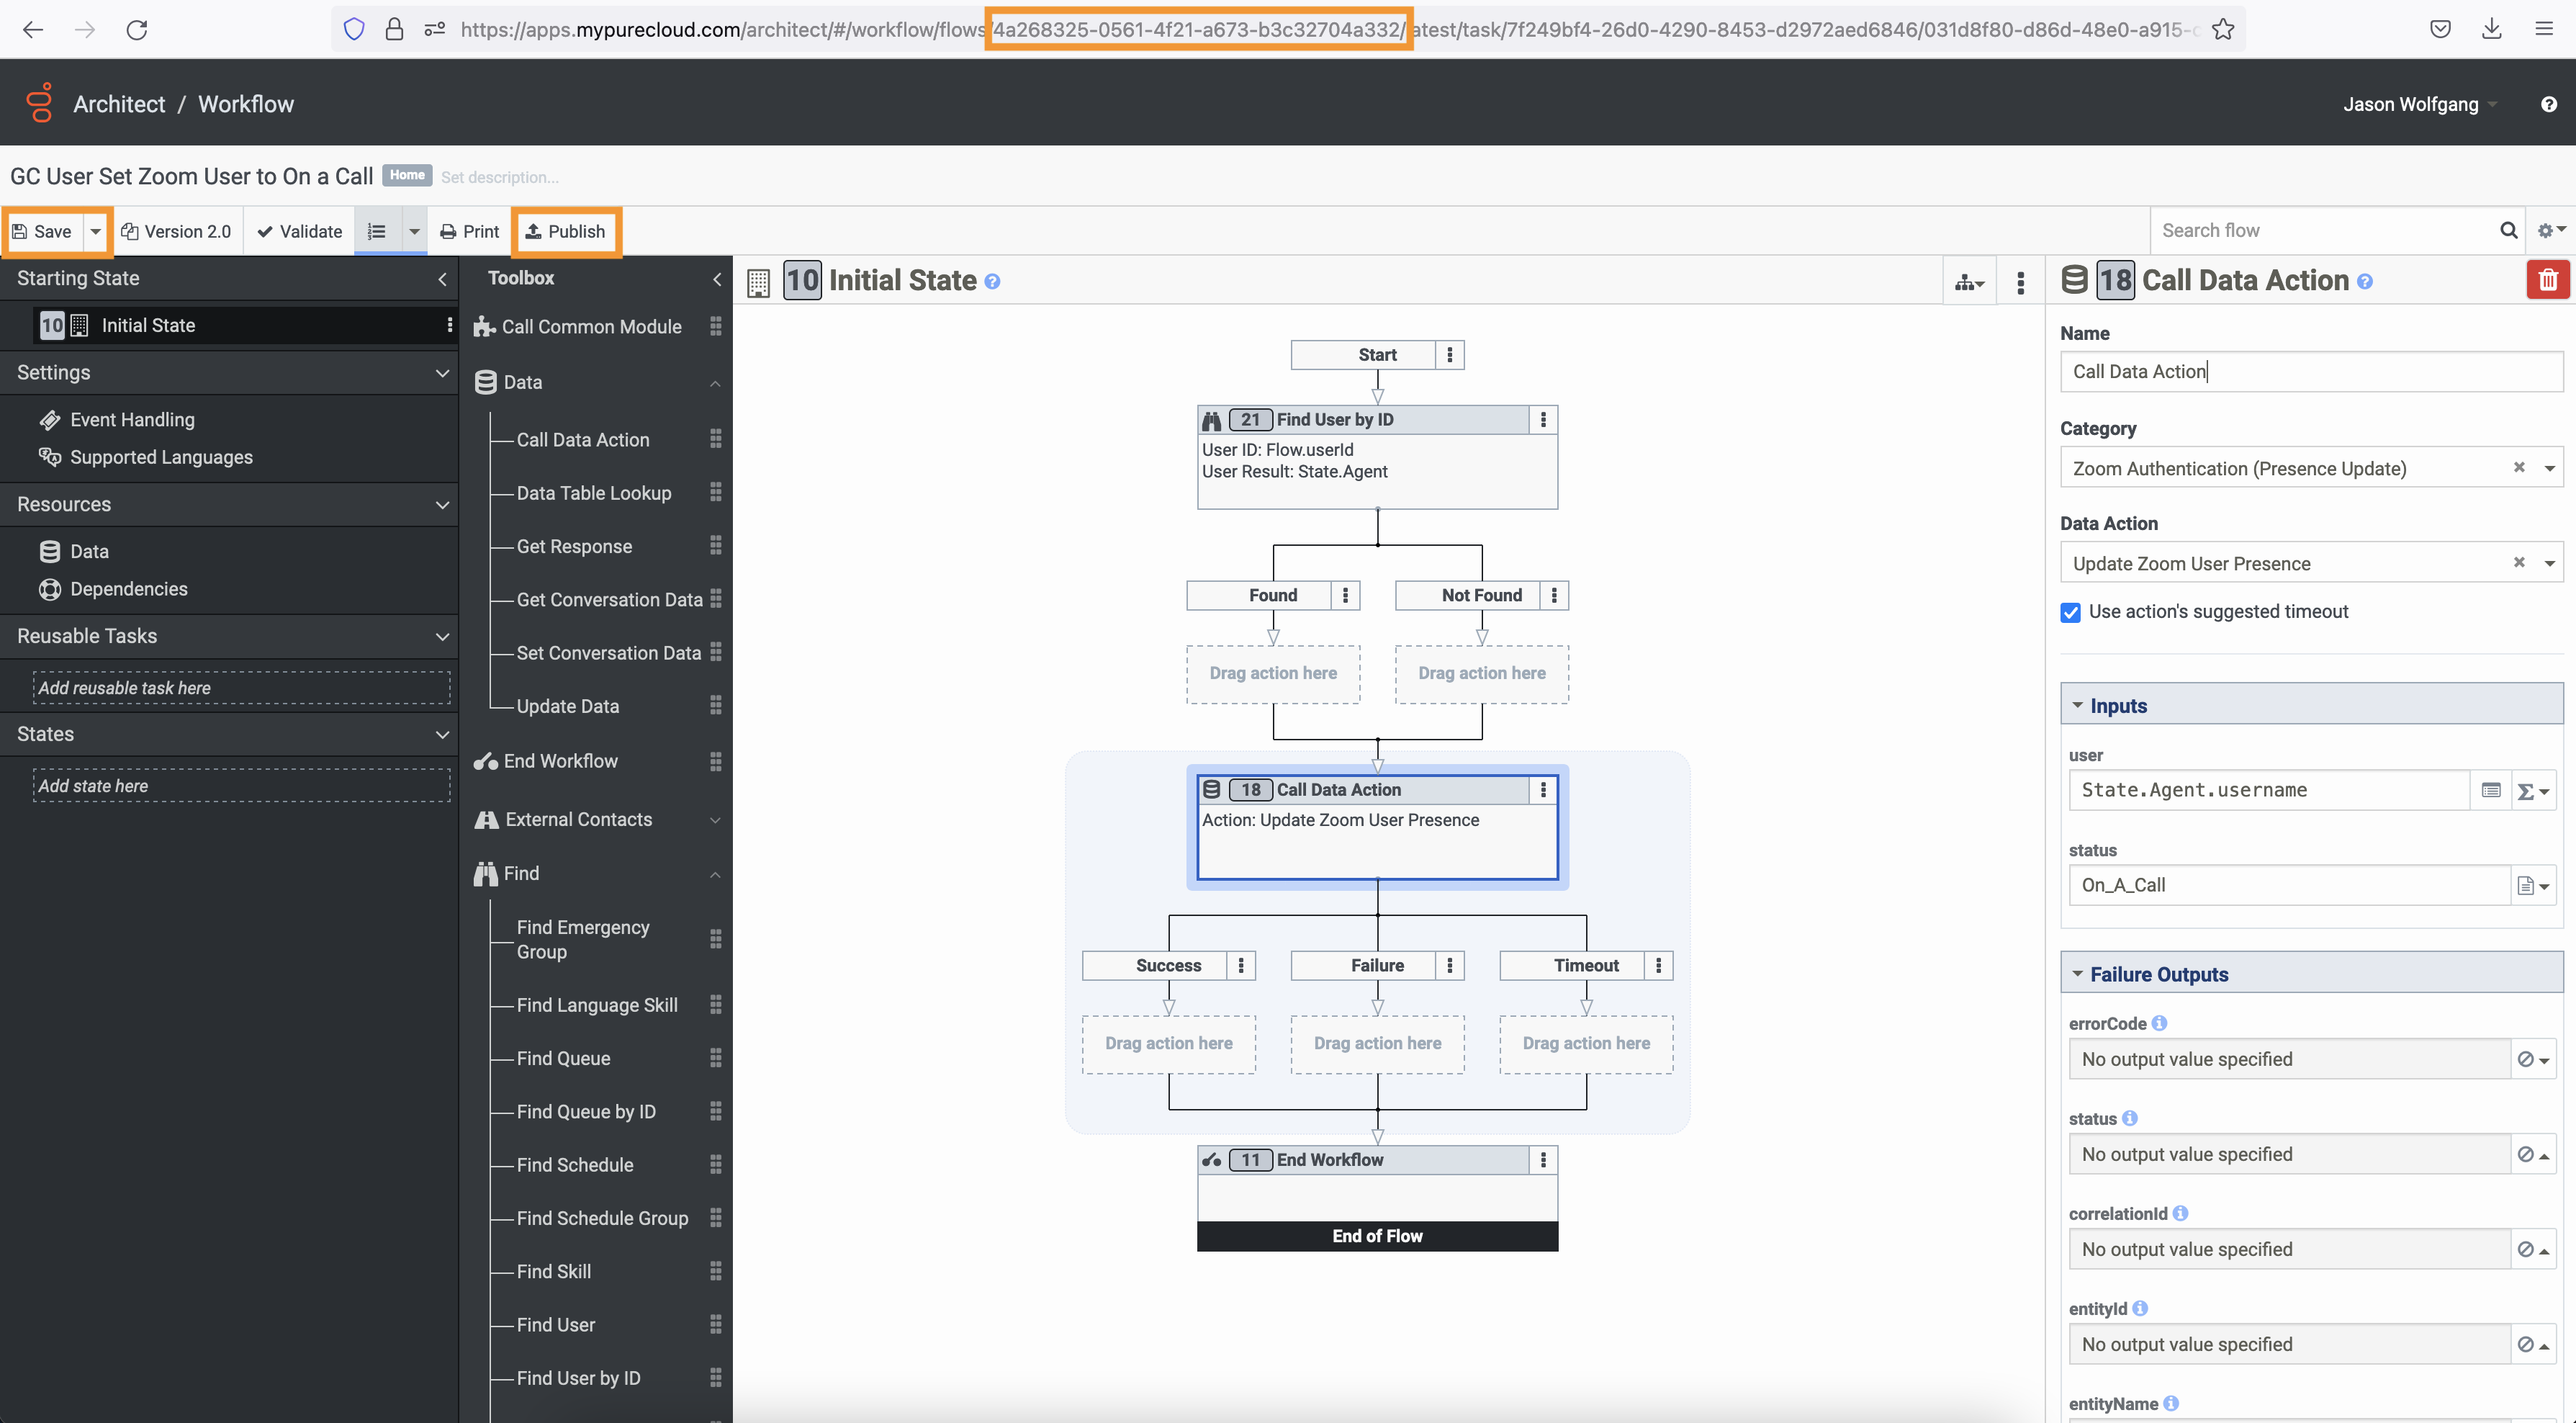 https://apps.mypurecloud.com/architect/#/workflow/flows/4a268325-0561-4f21-a673-b3c32704a332/latest/task/7f249bf4-26d0-4290-8453-d2972aed6846/031d8f80-d86d-48e0-a915-
Architect / Workflow
Jason Wolfgang
GC User Set Zoom User to On a Call Home Set description...
Save Version 2.0 Validate Print Publish Search flow
Starting State
10 Initial State
Settings
Event Handling
Supported Languages
Resources
Data
Dependencies
Reusable Tasks
Add reusable task here
States
Add state here
Toolbox
Call Common Module
Data
Call Data Action
Data Table Lookup
Get Response
Get Conversation Data
Set Conversation Data
Update Data
End Workflow
External Contacts
Find
Find Emergency
Group
Find Language Skill
Find Queue
Find Queue by ID
Find Schedule
Find Schedule Group
Find Skill
Find User
Find User by ID
10 Initial State
Start
21 Find User by ID
User ID: Flow.userId
User Result: State.Agent
Found Not Found
Drag action here Drag action here
18 Call Data Action
Action: Update Zoom User Presence
Success Failure Timeout
Drag action here Drag action here Drag action here
11 End Workflow
End of Flow
18 Call Data Action
Name
Call Data Action
Category
Zoom Authentication (Presence Update)
Data Action
Update Zoom User Presence
Use action's suggested timeout
Inputs
user
State.Agent.username
status
On_A_Call
Failure Outputs
errorCode
No output value specified
status
No output value specified
correlationId
No output value specified
entityId
No output value specified
entityName